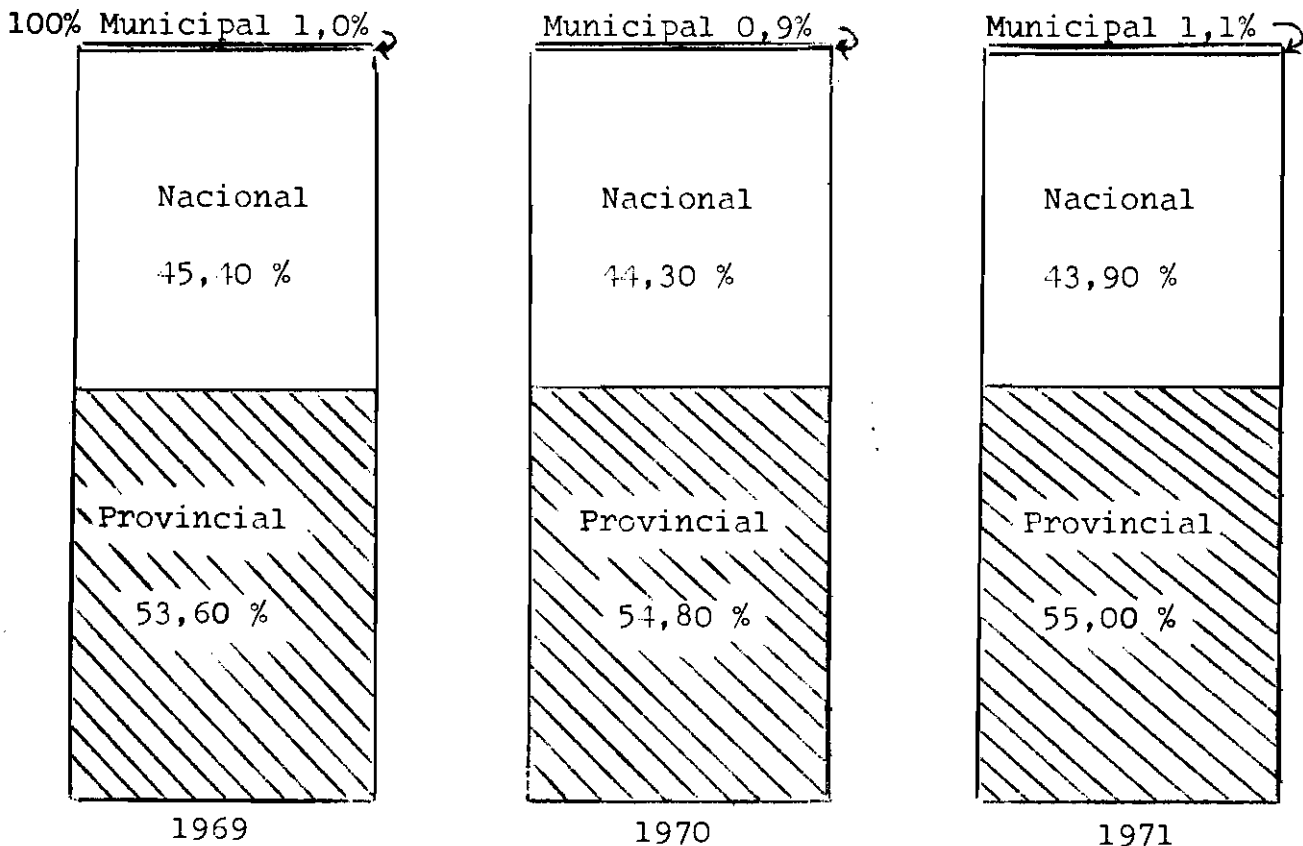 100% Municipal 1,0%
Nacional
45,40 %
Provincial
53,60 %
1969
Municipal 0,9%
Nacional
44,30 %
Provincial
54,80 %
1970
Municipal 1,1%
Nacional
43,90 %
Provincial
55,00 %
1971